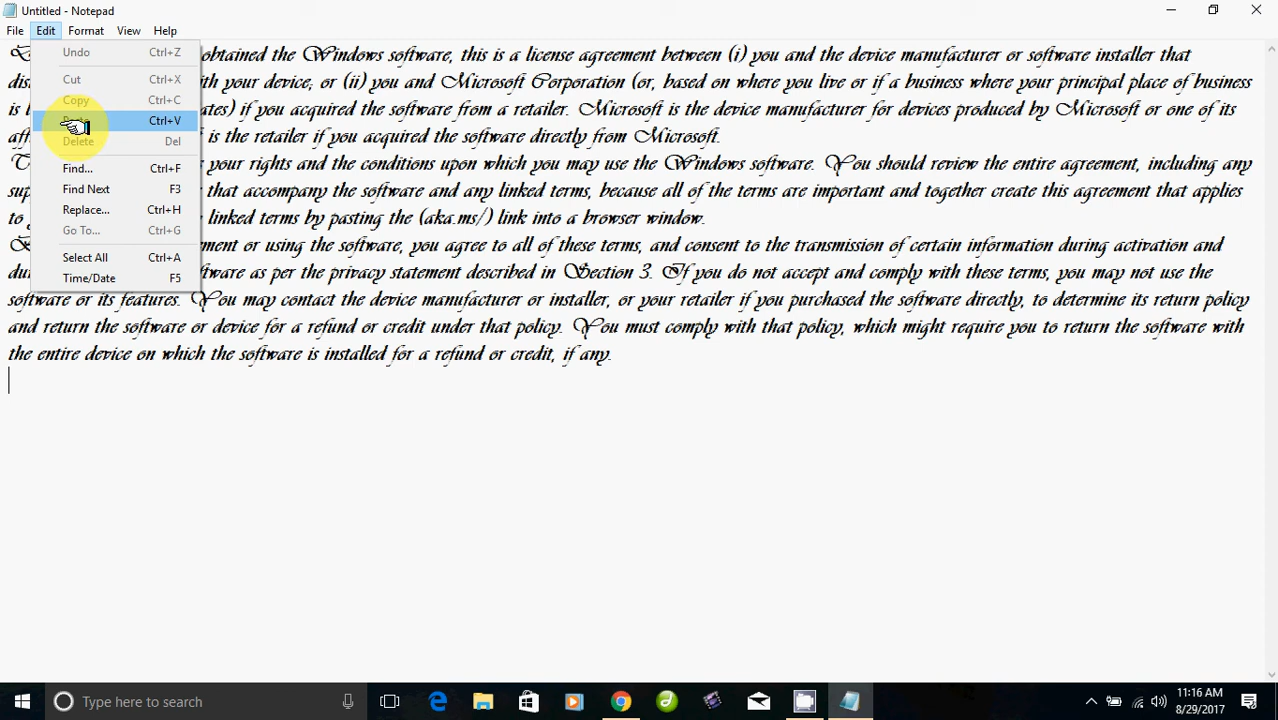 Untitled - Notepad
File Edit Format View Help
Undo Ctrl+Z
Cut Ctrl+X
Copy Ctrl+C
Ctrl+V
Delete Del
Find... Ctrl+F
Find Next F3
Replace... Ctrl+H
Go To... Ctrl+G
Select All Ctrl+A
Time/Date F5
obtained the Windows software, this is a license agreement between (i) you and the device manufacturer or software installer that
with your device; or (ii) you and Microsoft Corporation (or, based on where you live or if a business where your principal place of business
is if you acquired the software from a retailer. Microsoft is the device manufacturer for devices produced by Microsoft or one of its
is the retailer if you acquired the software directly from Microsoft.
your rights and the conditions upon which you may use the Windows software. You should review the entire agreement, including any
that accompany the software and any linked terms, because all of the terms are important and together create this agreement that applies
to linked terms by pasting the (aka.ms/) link into a browser window.
or using the software, you agree to all of these terms, and consent to the transmission of certain information during activation and
as per the privacy statement described in Section 3. If you do not accept and comply with these terms, you may not use the
software or its features. You may contact the device manufacturer or installer, or your retailer if you purchased the software directly, to determine its return policy
and return the software or device for a refund or credit under that policy. You must comply with that policy, which might require you to return the software with
the entire device on which the software is installed for a refund or credit, if any.
Type here to search
11:16 AM
8/29/2017